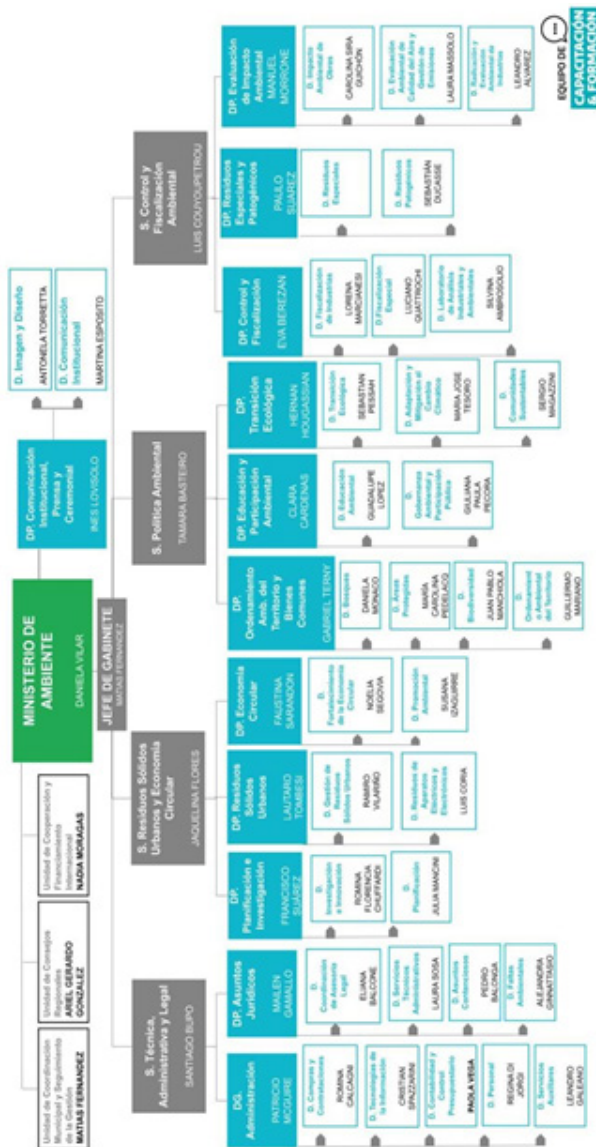 Unidad de Coordinación
Municipal y Seguimiento
de la Gestión
MATIAS FERNANDEZ
Unidad de Consejos
Regionales
ARIEL GERARDO
GONZALEZ
Unidad de Cooperación y
Financiamiento
Internacional
NADIA MORAGAS
MINISTERIO DE
AMBIENTE
DANIELA VILAR
DP. Comunicación
Institucional,
Prensa y
Ceremonial
INES LOVISOLO
D. Imagen y Diseño
ANTONELA TORRETTA
D. Comunicación
Institucional
MARTINA ESPOSITO
JEFE DE GABINETE
MATIAS FERNANDEZ
S. Técnica,
Administrativa y Legal
SANTIAGO BUPO
S. Residuos Sólidos
Urbanos y Economía
Circular
JAQUELINA FLORES
S. Política Ambiental
TAMARA BASTEIRO
S. Control y
Fiscalización
Ambiental
LUIS COUYOUPETROU
DG.
Administración
PATRICIO
MCGUIRE
D. Compras y
Contrataciones
ROMINA
CALCAGNI
D. Tecnologías de
la Información
CRISTIAN
SPAZZARINI
D. Contabilidad y
Control
Presupuestario
PAOLA VEGA
D. Personal
REGINA DI
JORGI
D. Servicios
Auxiliares
LEANDRO
GALEANO
DP. Asuntos
Jurídicos
MAILEN
GAMALLO
D.
Coordinación
de Asesoría
Legal
ELIANA
BALCONE
D. Servicios
Técnicos
Administrativos
LAURA SOSA
D. Asuntos
Contenciosos
PEDRO
BALONGA
D. Faltas
Ambientales
ALEJANDRA
GINNATTASIO
DP.
Planificación e
Investigación
FRANCISCO
SUÁREZ
D.
Investigación
e Innovación
ROMINA
FLORENCIA
CHUFFARDI
D.
Planificación
JULIA MANCINI
DP. Residuos
Sólidos
Urbanos
LAUTARO
TOMBESI
D. Gestión de
Residuos
Sólidos Urbanos
RAMIRO
VILARIÑO
D. Residuos de
Aparatos
Eléctricos y
Electrónicos
LUIS CORIA
DP. Economía
Circular
FAUSTINA
SARANDON
D.
Fortalecimiento
de la Economía
Circular
NOELIA
SEGOVIA
D. Promoción
Ambiental
SUSANA
IZAGUIRRE
DP.
Ordenamiento
Amb. del
Territorio y
Bienes
Comunes
GABRIEL TERNY
D. Bosques
DANIELA
MONACO
D. Áreas
Protegidas
MARÍA
CAROLINA
PEDELACQ
D.
Biodiversidad
JUAN PABLO
MANCHIOLA
D.
Ordenamient
o Ambiental
del Territorio
GUILLERMO
MARIANO
DP. Educación y
Participación
Ambiental
CLARA
CARDENAS
D. Educación
Ambiental
GUADALUPE
LOPEZ
D.
Gobernanza
Ambiental y
Participación
Pública
GIULIANA
PAULA
PECORA
DP.
Transición
Ecológica
HERNAN
HOUGASSIAN
D. Transición
Ecológica
SEBASTIAN
PESSAH
D. Adaptación y
Mitigación al
Cambio
Climático
MARIA JOSE
TESORO
D.
Comunidades
Sustentables
SERGIO
MAGAZZINI
DP. Control y
Fiscalización
EVA BEREZAN
D. Fiscalización
de Industrias
LORENA
MARCIANESI
D. Fiscalización
Especial
LUCIANO
QUATTROCHI
D. Laboratorio
de Análisis
Industriales y
Ambientales
SILVINA
AMBROSOLIO
DP. Residuos
Especiales y
Patogénicos
PAULO
SUÁREZ
D. Residuos
Especiales
D. Residuos
Patogénicos
SEBASTIÁN
DUCASSE
DP. Evaluación
de Impacto
Ambiental
MANUEL
MORRONE
D. Impacto
Ambiental de
Obras
CAROLINA SIRA
GUICHÓN
D. Evaluación
Ambiental de
Calidad del Aire y
Gestión de
Emisiones
LAURA MASSOLO
D. Radicación y
Evaluación
Ambiental de
Industrias
LEANDRO
ALVAREZ
EQUIPO DE
CAPACITACIÓN
& FORMACIÓN